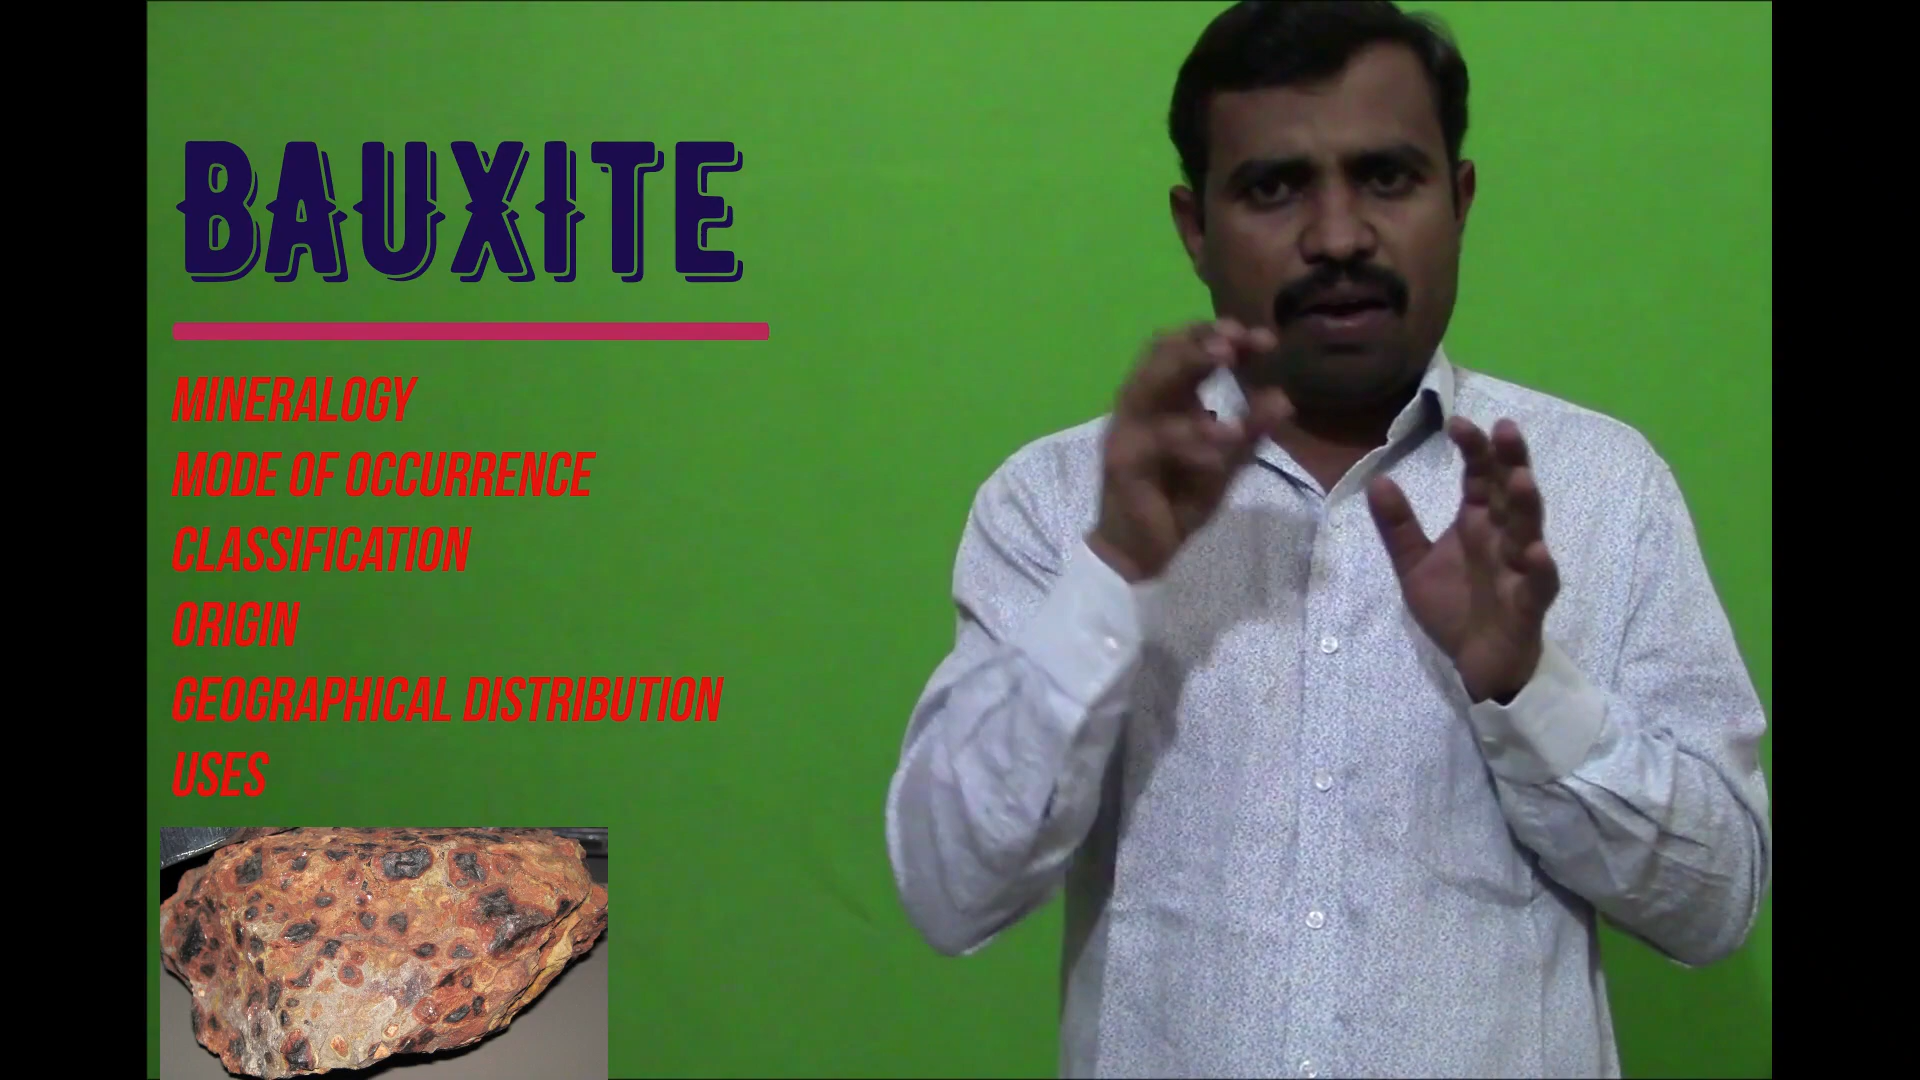 BAUXITE
MINERALOGY
MODE OF OCCURRENCE
CLASSIFICATION
ORIGIN
GEOGRAPHICAL DISTRIBUTION
USES